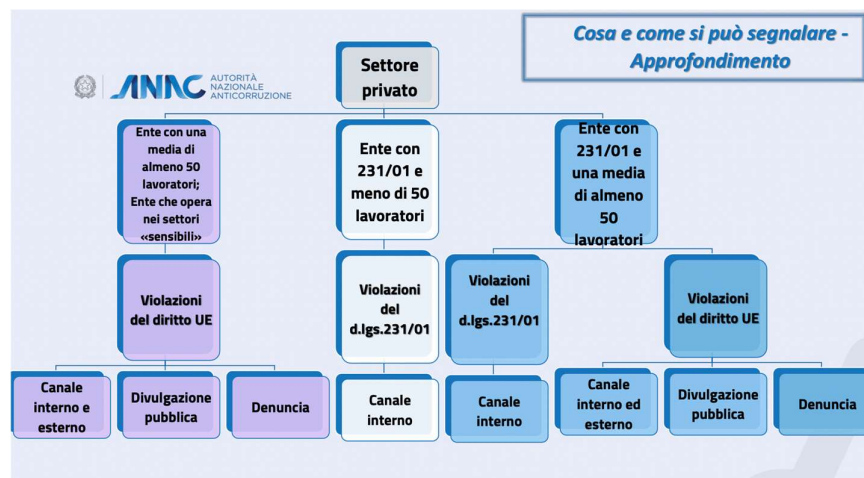 Cosa e come si può segnalare -
Approfondimento
ANAC
AUTORITÀ
NAZIONALE
ANTICORRUZIONE
Settore
privato
Ente con una
media di
almeno 50
lavoratori;
Ente che opera
nei settori
«sensibili»
Ente con
231/01 e
meno di 50
lavoratori
Ente con
231/01 e
una media
di almeno
50
lavoratori
Violazioni
del diritto UE
Violazioni
del
d.lgs.231/01
Violazioni
del
d.lgs.231/01
Violazioni
del diritto UE
Canale
interno e
esterno
Divulgazione
pubblica
Denuncia
Canale
interno
Canale
interno
Canale
interno ed
esterno
Divulgazione
pubblica
Denuncia